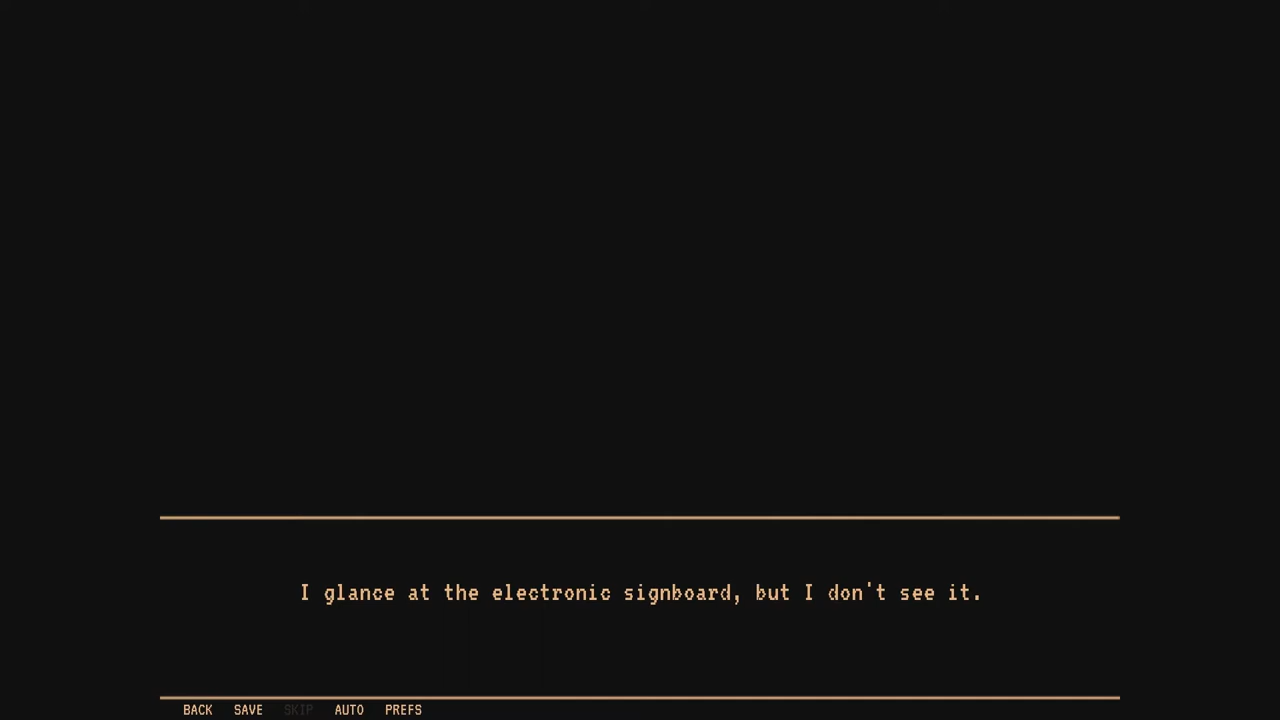 I glance at the electronic signboard, but I don't see it.
BACK SAVE SKIP AUTO PREFS